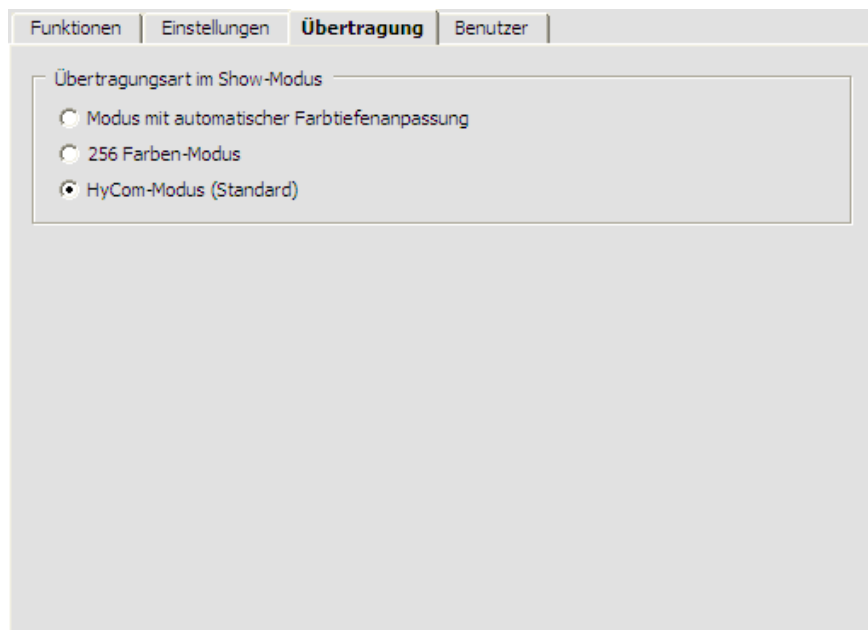 Funktionen Einstellungen Übertragung Benutzer
Übertragungsart im Show-Modus
Modus mit automatischer Farbtiefenanpassung
256 Farben-Modus
HyCom-Modus (Standard)